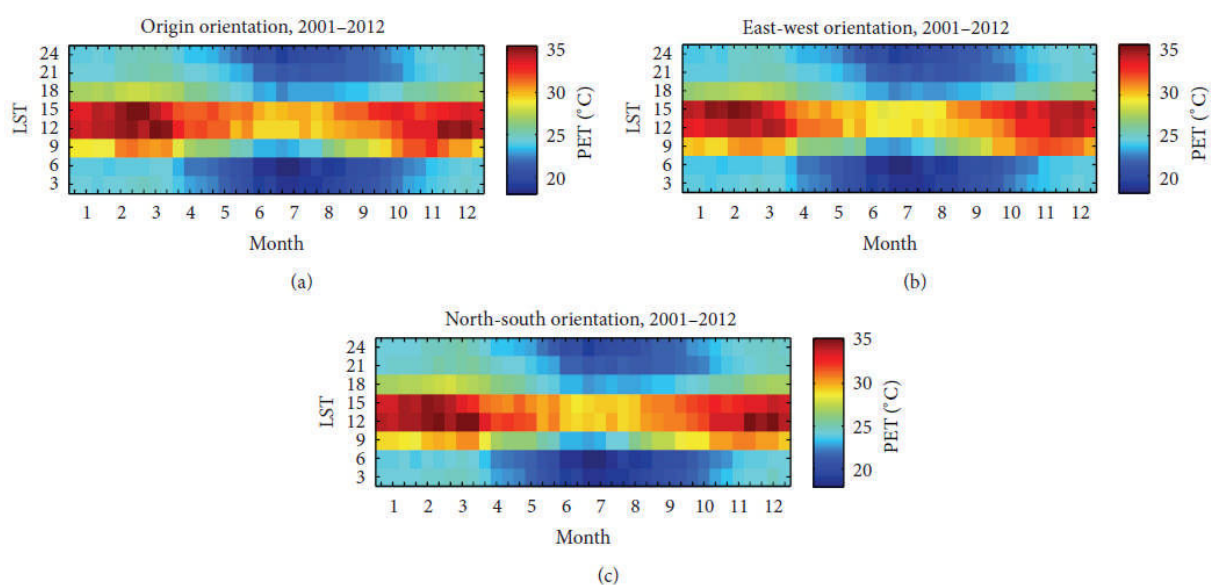 Origin orientation, 2001–2012
24
21
18
15
12
9
6
3
LST
1 2 3 4 5 6 7 8 9 10 11 12
Month
35
30
25
20
PET (°C)
(a)
East-west orientation, 2001–2012
24
21
18
15
12
9
6
3
LST
1 2 3 4 5 6 7 8 9 10 11 12
Month
35
30
25
20
PET (°C)
(b)
North-south orientation, 2001–2012
24
21
18
15
12
9
6
3
LST
1 2 3 4 5 6 7 8 9 10 11 12
Month
35
30
25
20
PET (°C)
(c)